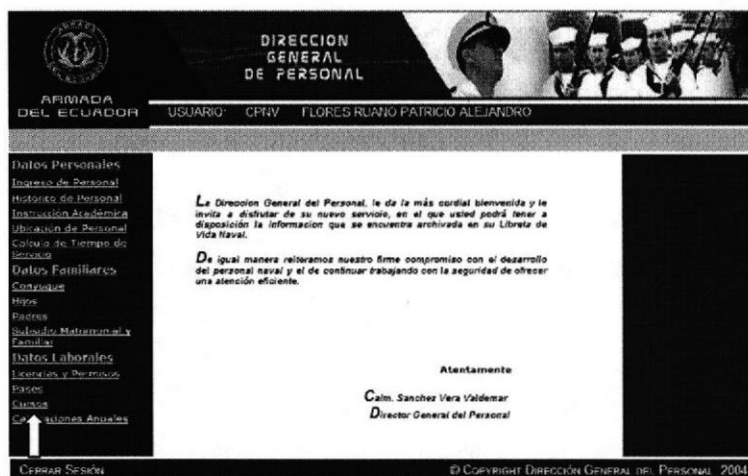 DIRECCION
GENERAL
DE PERSONAL
ARMADA
DEL ECUADOR
USUARIO: CPNV FLORES RUANO PATRICIO ALEJANDRO
Datos Personales
Ingreso de Personal
Historico de Personal
Instrucción Académica
Ubicación de Personal
Calculo de Tiempo de
Servicio
Datos Familiares
Conyugue
Hijos
Padres
Subsidio Matrimonial y
Familiar
Datos Laborales
Licencias y Permisos
Pases
Cursos
Anuales
La Direccion General del Personal, le da la más cordial bienvenida y le
invita a disfrutar de su nuevo servicio, en el que usted podrá tener a
disposición la informacion que se encuentra archivada en su Libreta de
Vida Naval.
De igual manera reiteramos nuestro firme compromiso con el desarrollo
del personal naval y el de continuar trabajando con la seguridad de ofrecer
una atención eficiente.
Atentamente
Calm. Sanchez Vera Valdemar
Director General del Personal
CERRAR SESIÓN
© COPYRIGHT DIRECCIÓN GENERAL DEL PERSONAL 2004